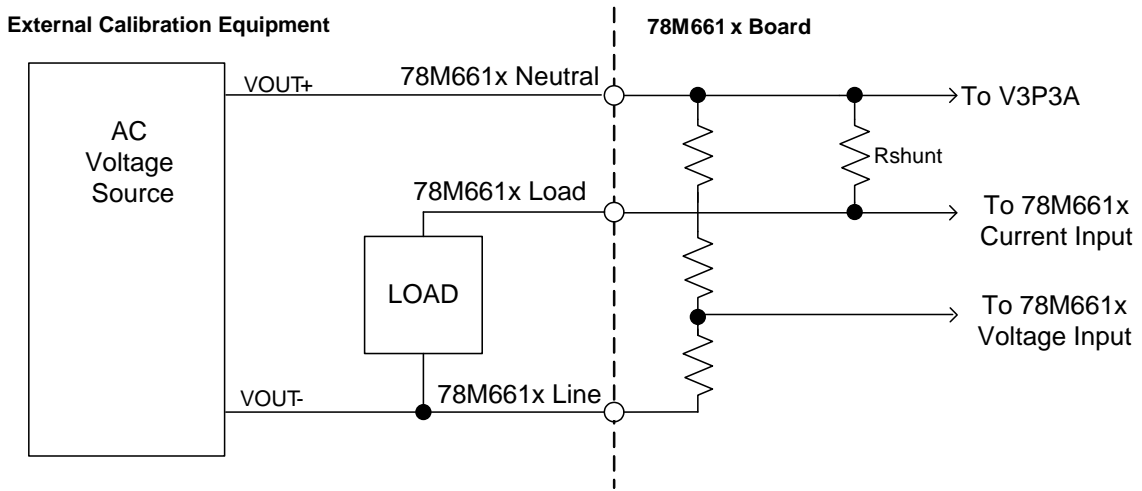 External Calibration Equipment
78M661 x Board
AC
Voltage
Source
VOUT+
78M661x Neutral
To V3P3A
Rshunt
78M661x Load
To 78M661x
Current Input
LOAD
To 78M661x
Voltage Input
VOUT-
78M661x Line